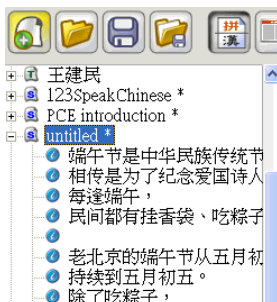 拼
漢
王建民
123SpeakChinese *
PCE introduction *
untitled *
端午节是中华民族传统节
相传是为了纪念爱国诗人
每逢端午，
民间都有挂香袋、吃粽子
老北京的端午节从五月初
持续到五月初五。
除了吃粽子，